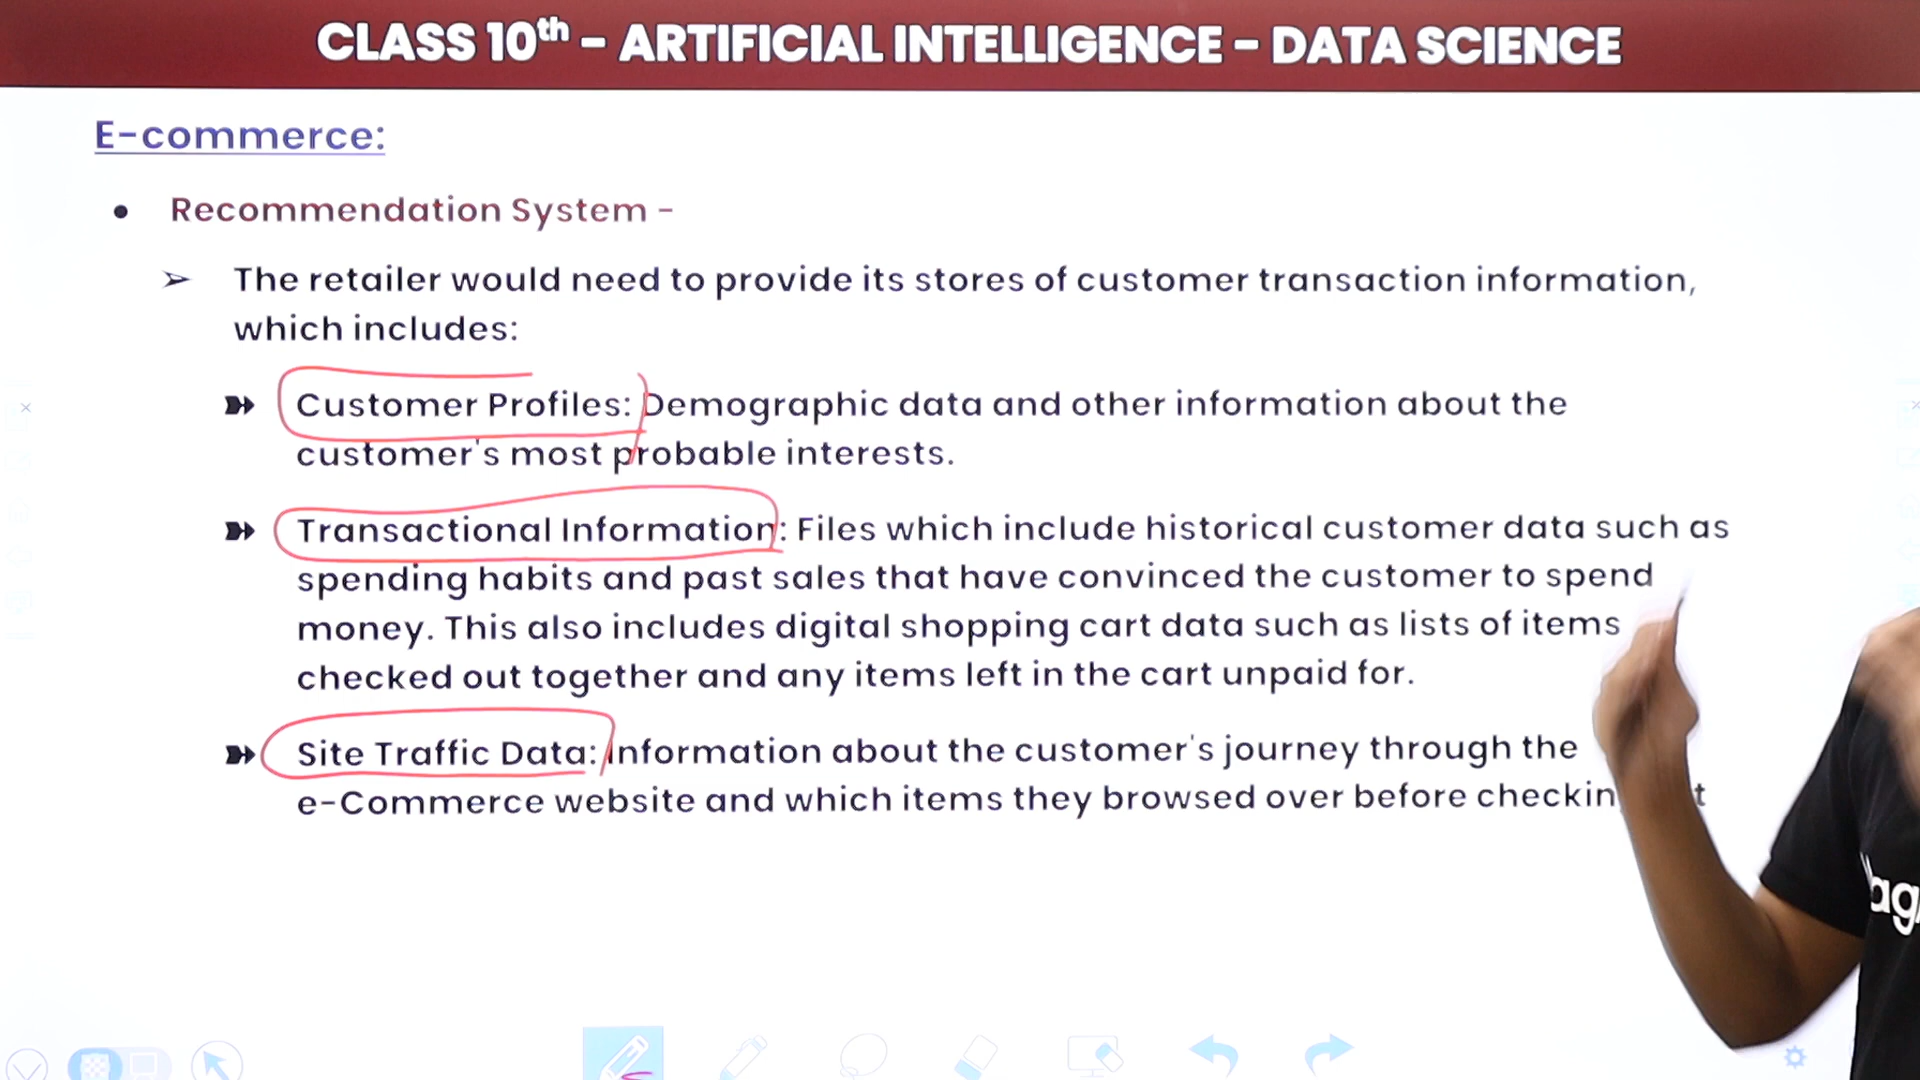 CLASS 10th - ARTIFICIAL INTELLIGENCE - DATA SCIENCE
E-commerce:
• Recommendation System -
➢ The retailer would need to provide its stores of customer transaction information,
which includes:
Customer Profiles: Demographic data and other information about the
customer's most probable interests.
Transactional Information: Files which include historical customer data such as
spending habits and past sales that have convinced the customer to spend
money. This also includes digital shopping cart data such as lists of items
checked out together and any items left in the cart unpaid for.
Site Traffic Data: Information about the customer's journey through the
e-Commerce website and which items they browsed over before